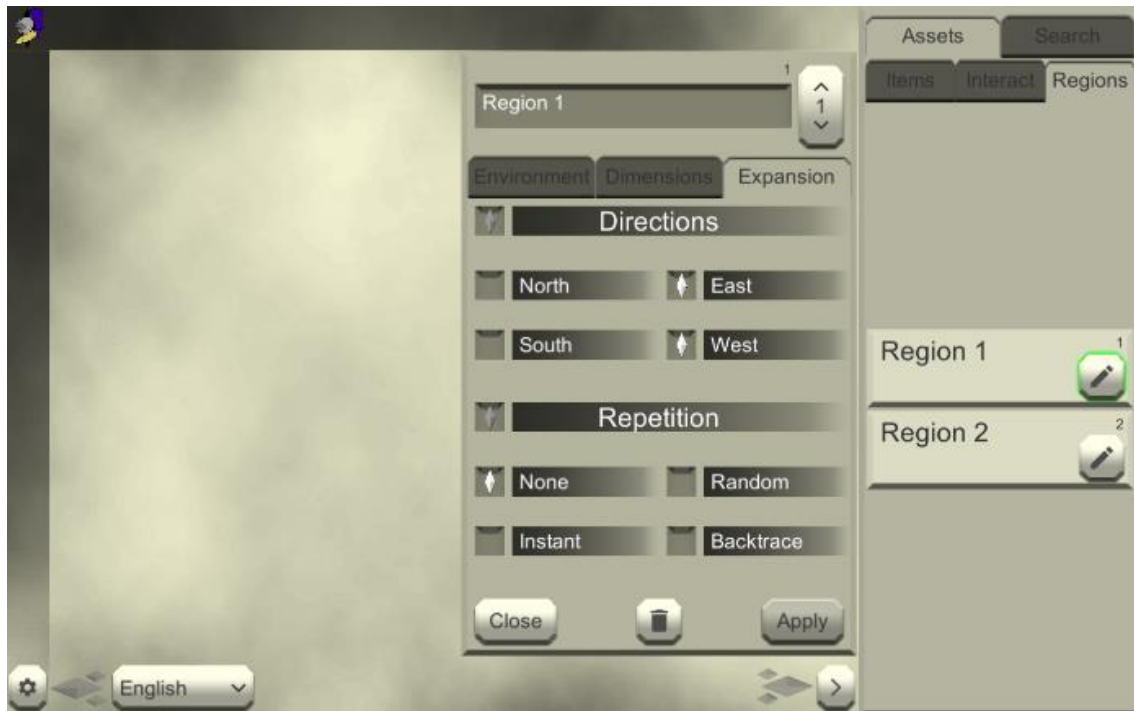 Assets
Search
Items
Interact
Regions
1
Region 1
1
Environment
Dimensions
Expansion
Directions
North
East
South
West
Repetition
None
Random
Instant
Backtrace
Close
Apply
Region 1
1
Region 2
2
English